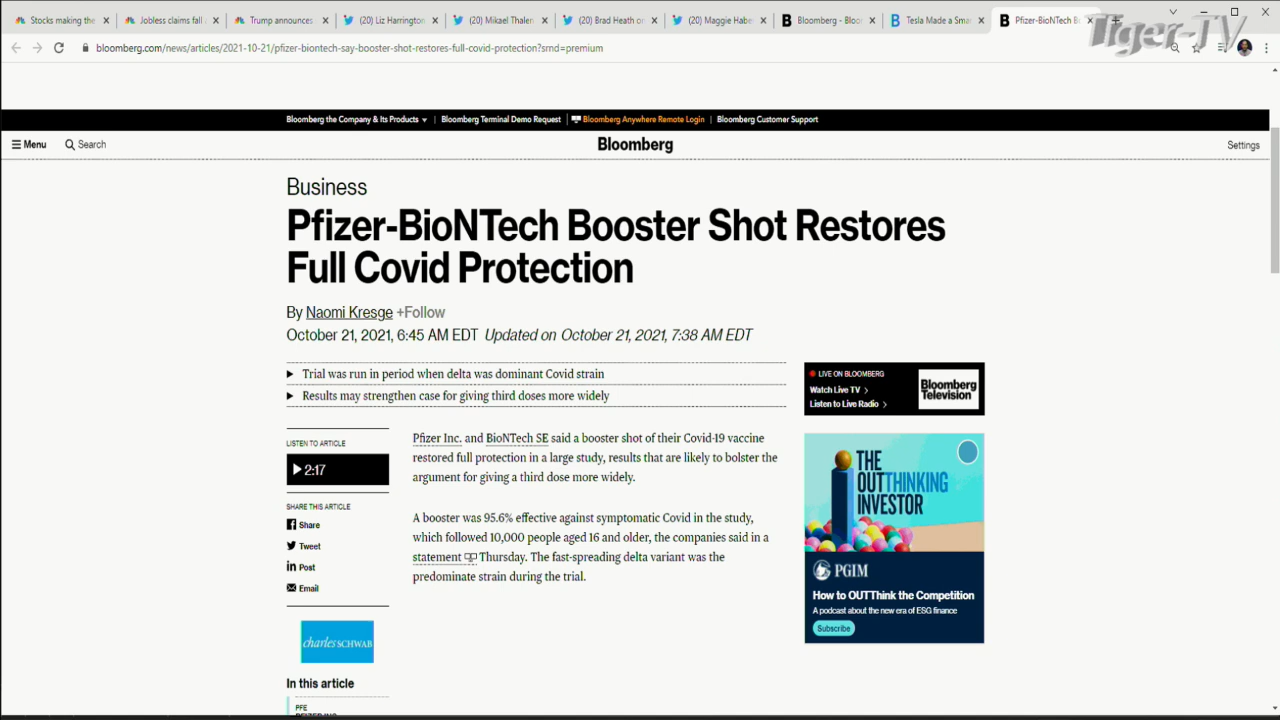 Stocks making the
Jobless claims fall
Trump announces
(20) Liz Harrington
(20) Mikael Thalen
(20) Brad Heath on
(20) Maggie Habe
Bloomberg - Bloo
Tesla Made a Sma
Pfizer-BioNTech B
Tiger-TV
bloomberg.com/news/articles/2021-10-21/pfizer-biontech-say-booster-shot-restores-full-covid-protection?srnd=premium
Bloomberg the Company & Its Products
Bloomberg Terminal Demo Request
Bloomberg Anywhere Remote Login
Bloomberg Customer Support
Menu
Search
Bloomberg
Settings
Business
Pfizer-BioNTech Booster Shot Restores
Full Covid Protection
By Naomi Kresge +Follow
October 21, 2021, 6:45 AM EDT Updated on October 21, 2021, 7:38 AM EDT
Trial was run in period when delta was dominant Covid strain
Results may strengthen case for giving third doses more widely
LISTEN TO ARTICLE
2:17
SHARE THIS ARTICLE
Share
Tweet
Post
Email
charles SCHWAB
In this article
PFE
PFIZER INC
Pfizer Inc. and BioNTech SE said a booster shot of their Covid-19 vaccine
restored full protection in a large study, results that are likely to bolster the
argument for giving a third dose more widely.
A booster was 95.6% effective against symptomatic Covid in the study,
which followed 10,000 people aged 16 and older, the companies said in a
statement Thursday. The fast-spreading delta variant was the
predominate strain during the trial.
LIVE ON BLOOMBERG
Watch Live TV
Listen to Live Radio
Bloomberg
Television
THE
OUTTHINKING
INVESTOR
PGIM
How to OUTThink the Competition
A podcast about the new era of ESG finance
Subscribe